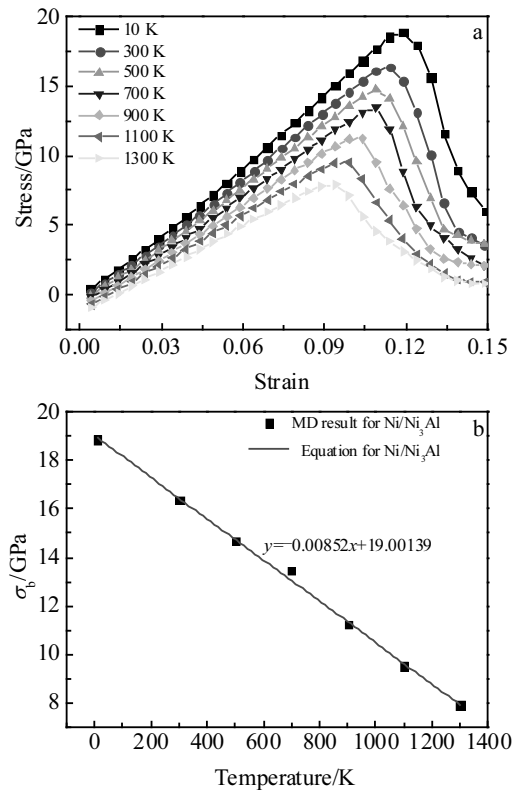 20
15
10
5
0
Stress/GPa
10 K
300 K
500 K
700 K
900 K
1100 K
1300 K
a
0.00 0.03 0.06 0.09 0.12 0.15
Strain
20
18
16
14
12
10
8
σb/GPa
b
MD result for Ni/Ni3Al
Equation for Ni/Ni3Al
y=-0.00852x+19.00139
0 200 400 600 800 1000 1200 1400
Temperature/K